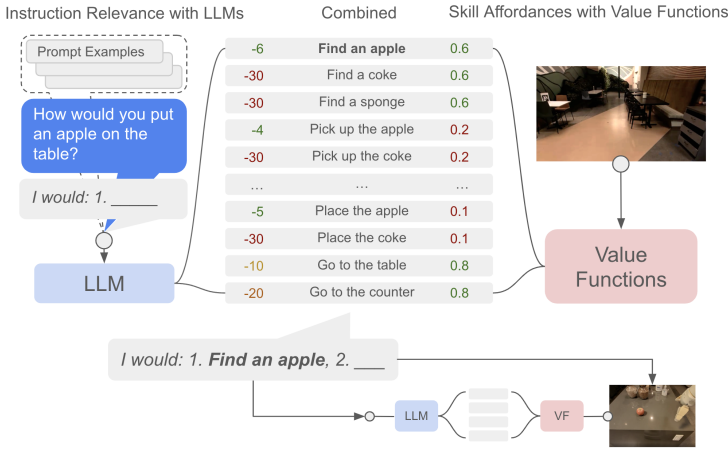 Instruction Relevance with LLMs
Combined
Skill Affordances with Value Functions
Prompt Examples
How would you put
an apple on the
table?
I would: 1. _____
LLM
-6 Find an apple 0.6
-30 Find a coke 0.6
-30 Find a sponge 0.6
-4 Pick up the apple 0.2
-30 Pick up the coke 0.2
... ... ...
-5 Place the apple 0.1
-30 Place the coke 0.1
-10 Go to the table 0.8
-20 Go to the counter 0.8
Value
Functions
I would: 1. Find an apple, 2. ___
LLM
VF